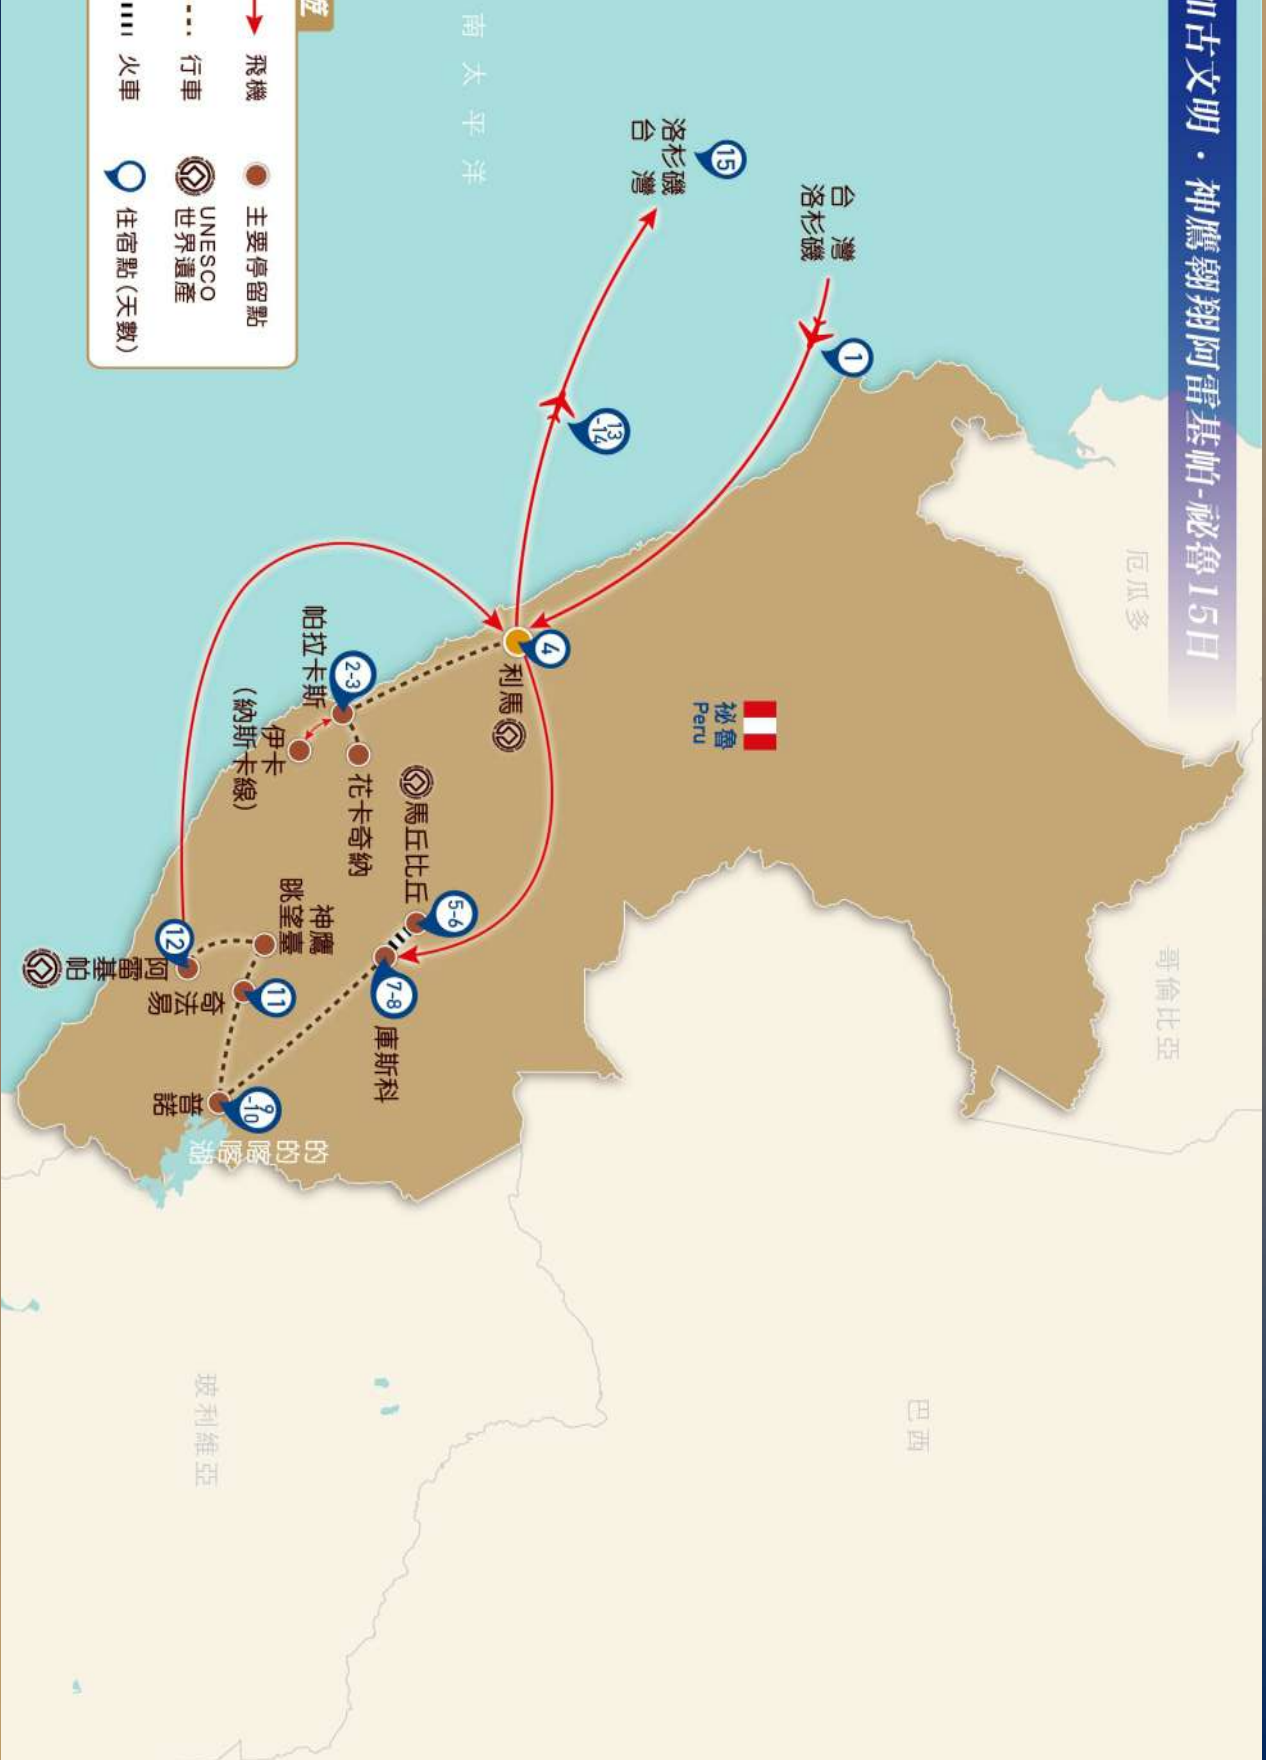 加古文明・神鷹翱翔阿雷基帕-祕魯15日
厄瓜多
哥倫比亞
台灣
洛杉磯
1
15
洛杉磯
台灣
13
-14
祕魯
Peru
巴西
4
利馬
南太平洋
2-3
帕拉卡斯
花卡奇納
伊卡
(納斯卡線)
馬丘比丘
5-6
7-8
庫斯科
神鷹
眺望臺
11
奇法易
12
阿雷基帕
9
-10
普諾
的的喀喀湖
玻利維亞
飛機
主要停留點
行車
UNESCO
世界遺產
火車
住宿點(天數)